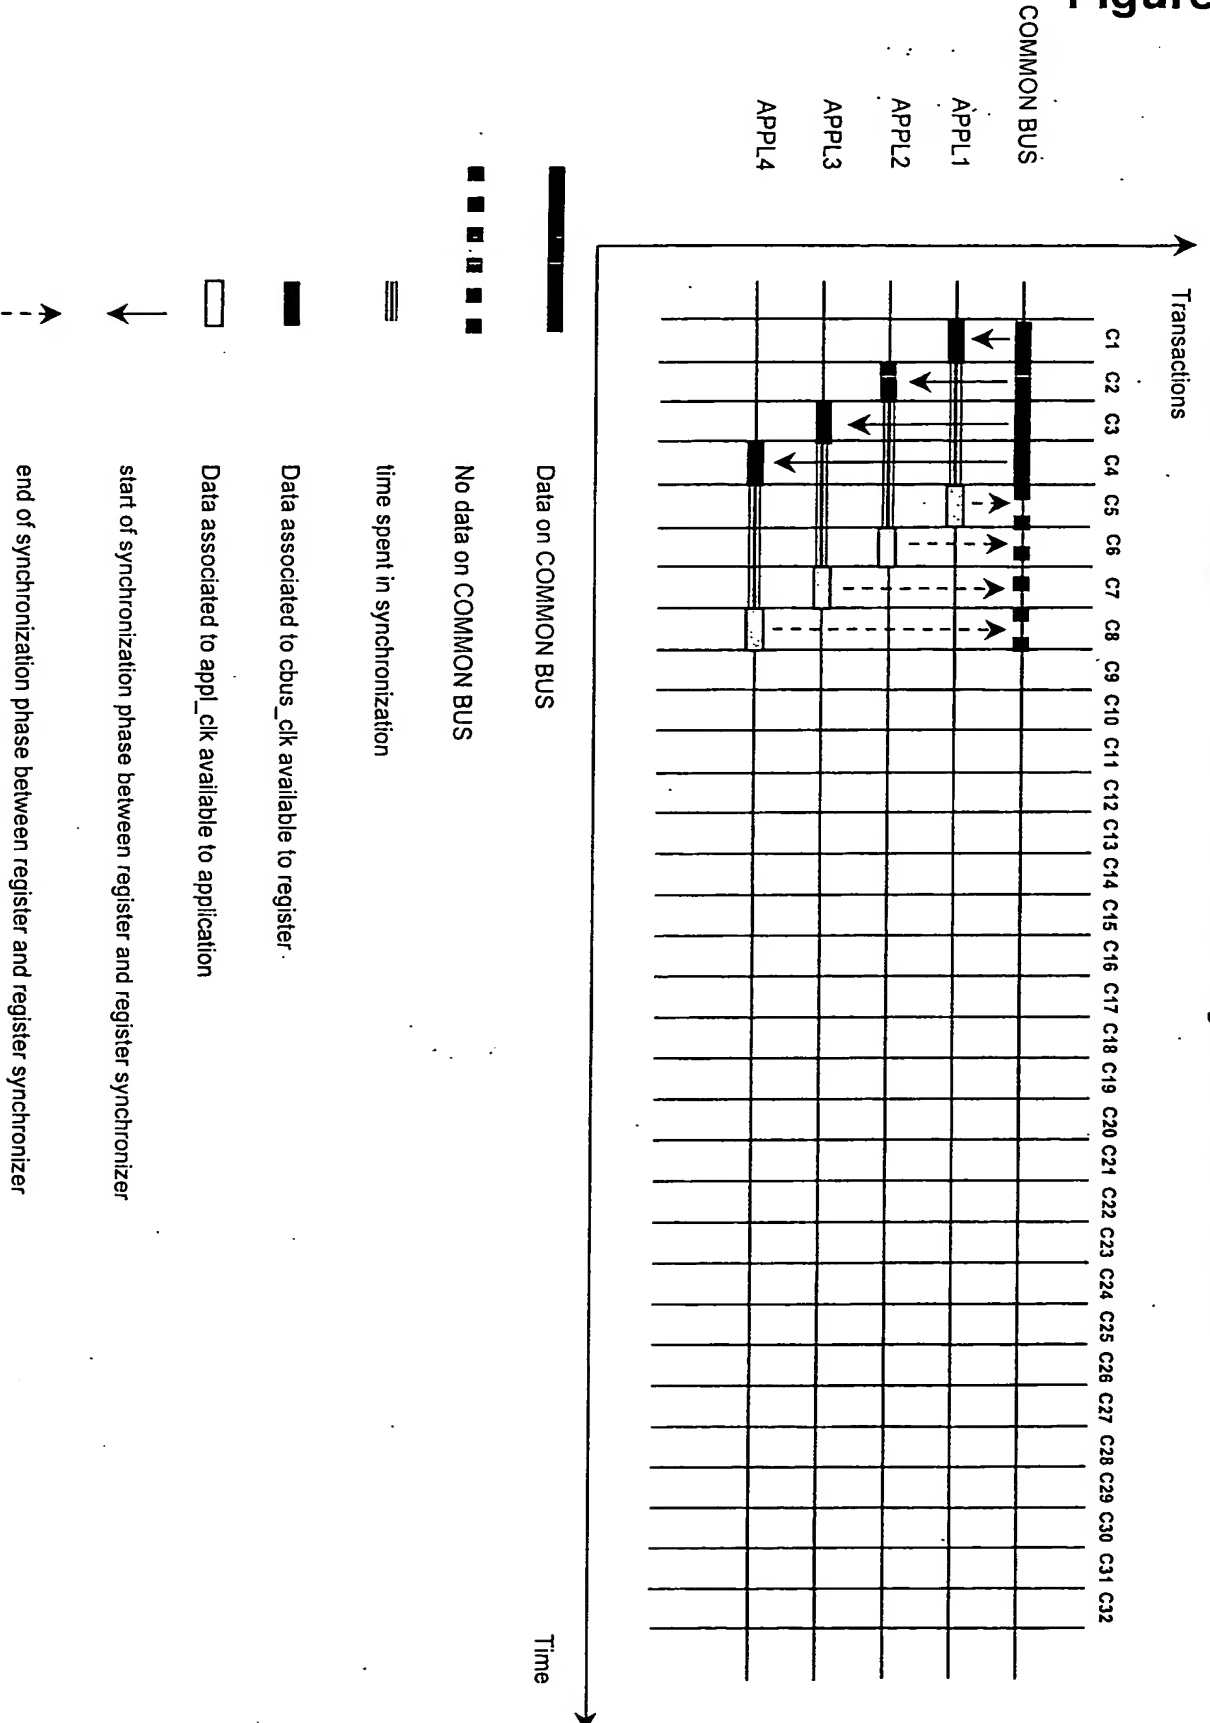 Figure
Transactions
C1 C2 C3 C4 C5 C6 C7 C8 C9 C10 C11 C12 C13 C14 C15 C16 C17 C18 C19 C20 C21 C22 C23 C24 C25 C26 C27 C28 C29 C30 C31 C32
COMMON BUS
APPL1
APPL2
APPL3
APPL4
Time
Data on COMMON BUS
No data on COMMON BUS
time spent in synchronization
Data associated to cbus_clk available to register
Data associated to appl_clk available to application
start of synchronization phase between register and register synchronizer
end of synchronization phase between register and register synchronizer